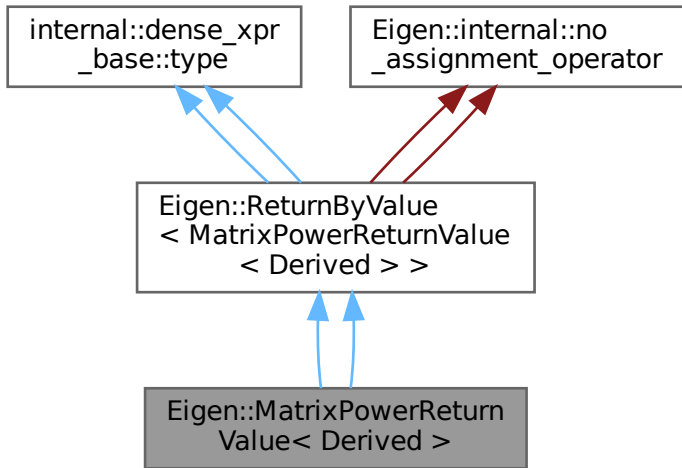 internal::dense_xpr
_base::type
Eigen::internal::no
_assignment_operator
Eigen::ReturnByValue
< MatrixPowerReturnValue
< Derived > >
Eigen::MatrixPowerReturn
Value< Derived >